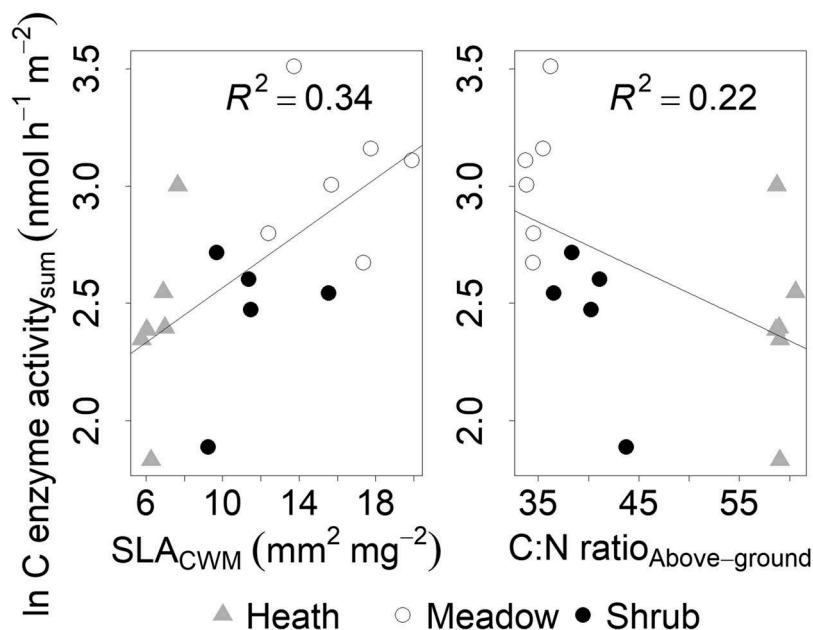 ln C enzyme activity_sum (nmol h⁻¹ m⁻²)
3.5
3.0
2.5
2.0
R² = 0.34
6 10 14 18
SLA_CWM (mm² mg⁻²)
3.5
3.0
2.5
2.0
R² = 0.22
35 45 55
C:N ratio_Above−ground
Heath Meadow Shrub